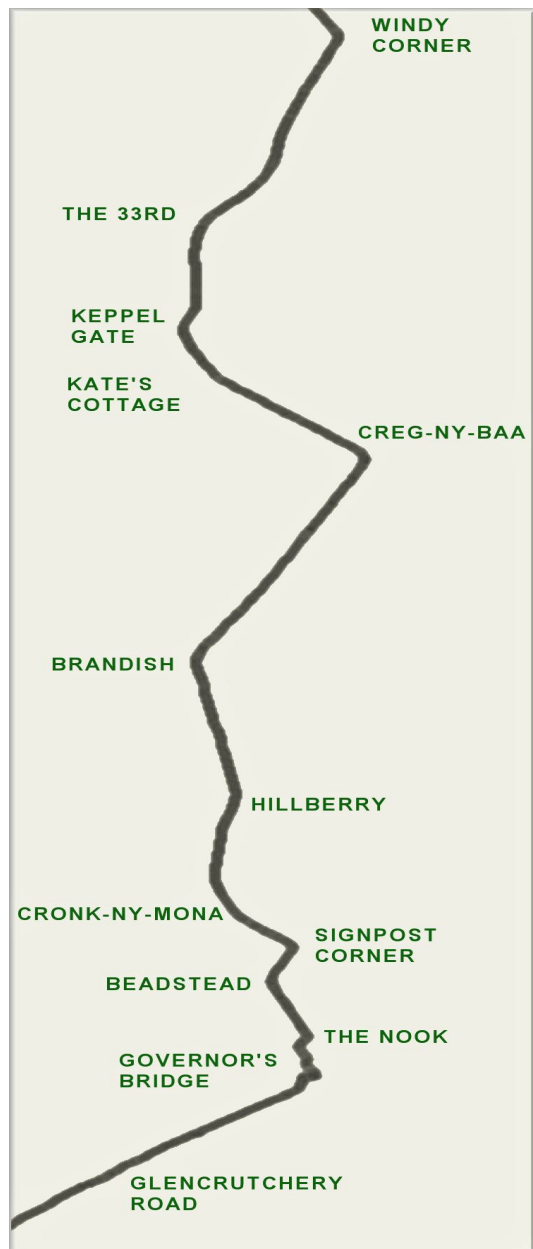 WINDY
CORNER
THE 33RD
KEPPEL
GATE
KATE'S
COTTAGE
CREG-NY-BAA
BRANDISH
HILLBERRY
CRONK-NY-MONA
SIGNPOST
CORNER
BEADSTEAD
THE NOOK
GOVERNOR'S
BRIDGE
GLENCRUTCHERY
ROAD